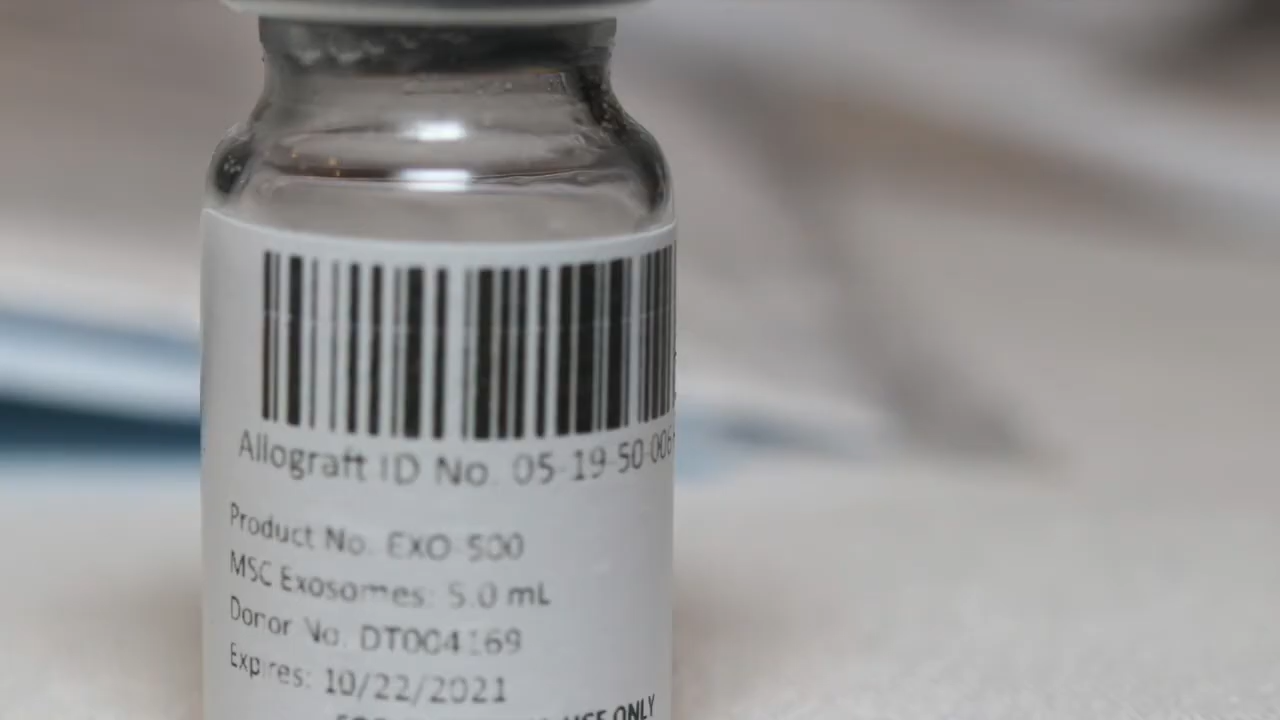 Allograft ID No. 05-19-50-006
Product No. EXO-500
MSC Exosomes: 5.0 mL
Donor No. DT004169
Expires: 10/22/2021
USE ONLY